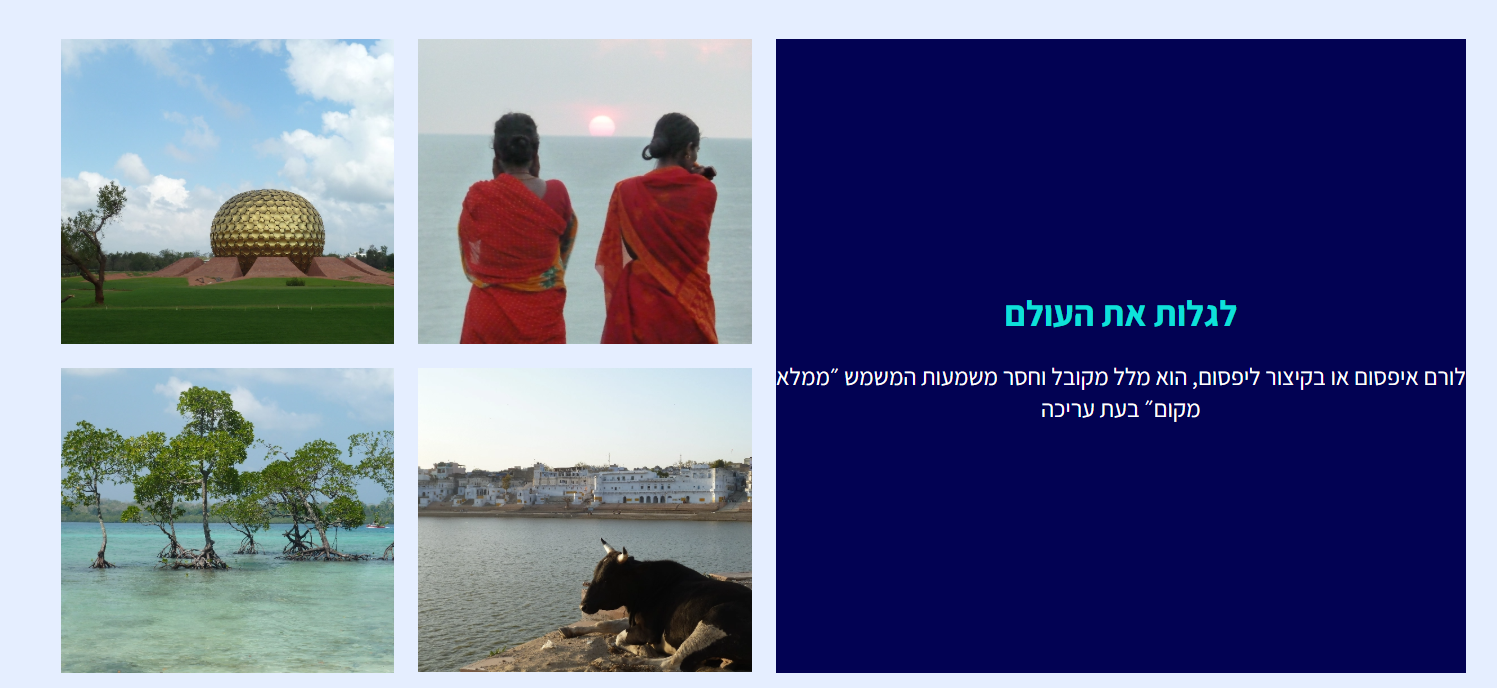 לגלות את העולם
לורם איפסום או בקיצור ליפסום, הוא מלל מקובל וחסר משמעות המשמש ״ממלא
מקום״ בעת עריכה